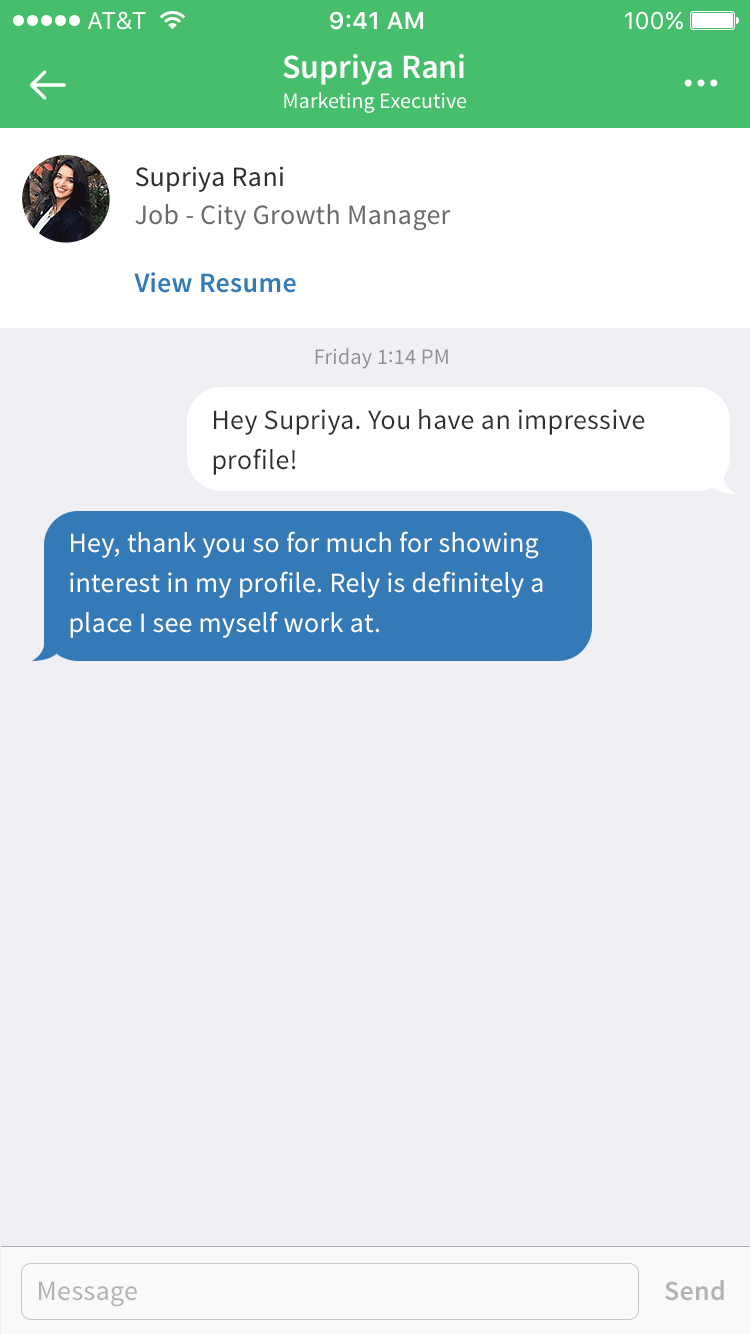 AT&T 9:41 AM 100%
Supriya Rani
Marketing Executive
Supriya Rani
Job - City Growth Manager
View Resume
Friday 1:14 PM
Hey Supriya. You have an impressive
profile!
Hey, thank you so for much for showing
interest in my profile. Rely is definitely a
place I see myself work at.
Message
Send